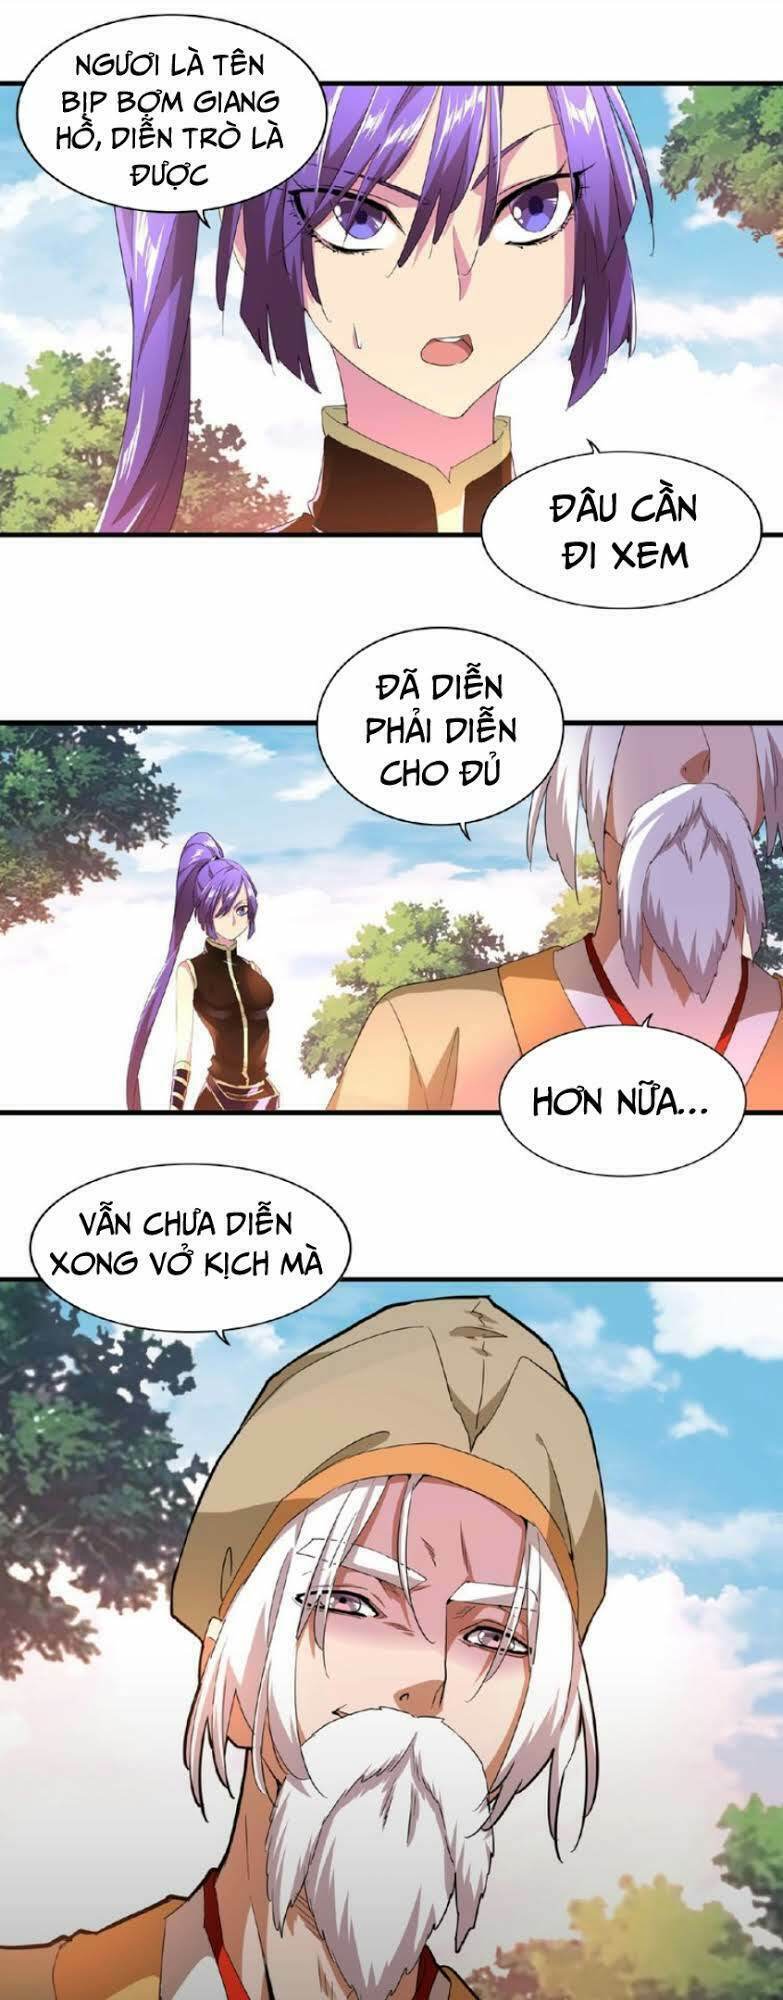 NGƯƠI LÀ TÊN
BỊP BỢM GIANG
HỒ, DIỄN TRÒ LÀ
ĐƯỢC
ĐÂU CẦN
ĐI XEM
ĐÃ DIỄN
PHẢI DIỄN
CHO ĐỦ
HƠN NỮA...
VẪN CHƯA DIỄN
XONG VỞ KỊCH MÀ